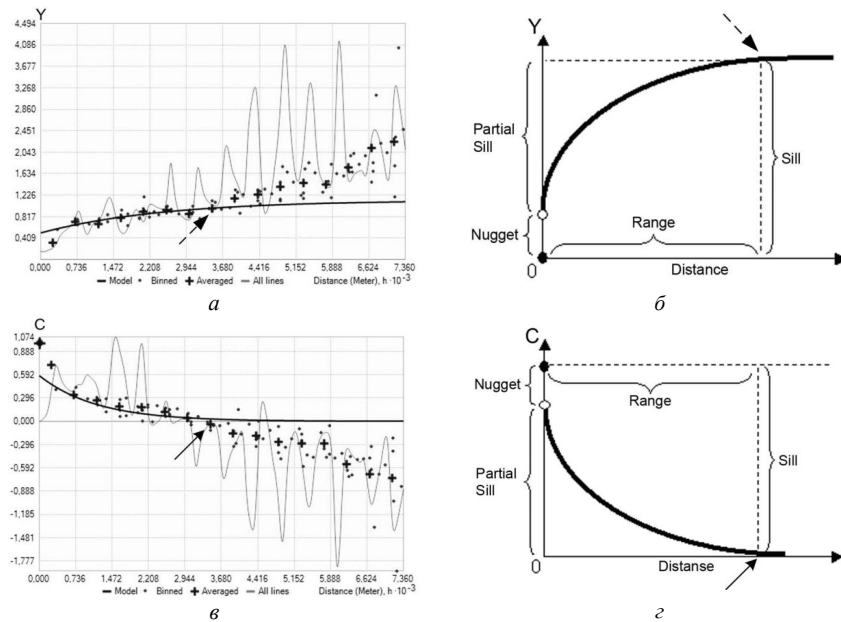 Y
4,494
4,086
3,677
3,268
2,860
2,451
2,043
1,634
1,226
0,817
0,409
0,000 0,736 1,472 2,208 2,944 3,680 4,416 5,152 5,888 6,624 7,360
Model Binned Averaged All lines Distance (Meter), h ·10⁻³
а
Y
Partial
Sill
Nugget
Range
Sill
0
Distance
б
C
1,074
0,888
0,592
0,296
0,000
-0,296
-0,592
-0,888
-1,185
-1,481
-1,777
0,000 0,736 1,472 2,208 2,944 3,680 4,416 5,152 5,888 6,624 7,360
Model Binned Averaged All lines Distance (Meter), h ·10⁻³
в
C
Nugget
Range
Partial
Sill
Sill
0
Distanse
г